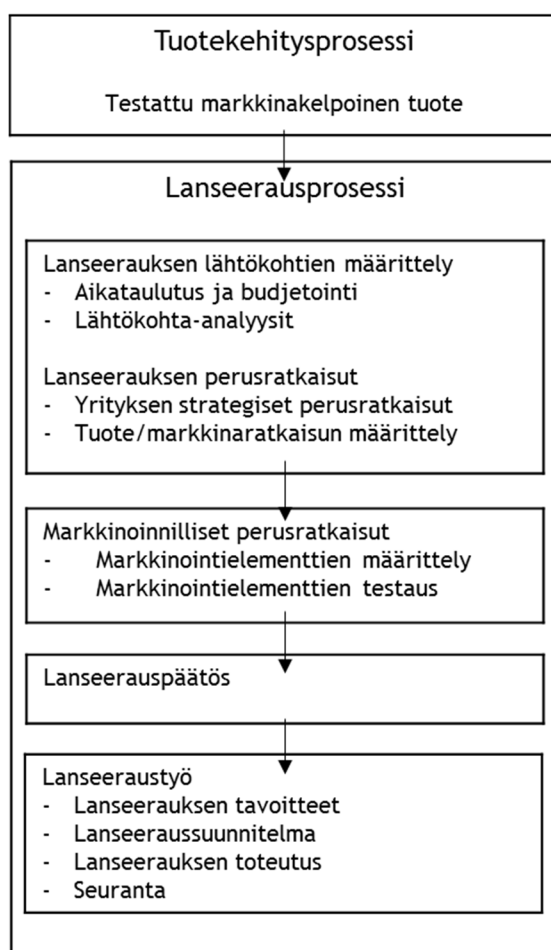 Tuotekehitysprosessi
Testattu markkinakelpoinen tuote
Lanseerausprosessi
Lanseerauksen lähtökohtien määrittely
- Aikataulutus ja budjetointi
- Lähtökohta-analyysit
Lanseerauksen perusratkaisut
- Yrityksen strategiset perusratkaisut
- Tuote/markkinaratkaisun määrittely
Markkinoinnilliset perusratkaisut
- Markkinointielementtien määrittely
- Markkinointielementtien testaus
Lanseerauspäätös
Lanseeraustyö
- Lanseerauksen tavoitteet
- Lanseeraussuunnitelma
- Lanseerauksen toteutus
- Seuranta